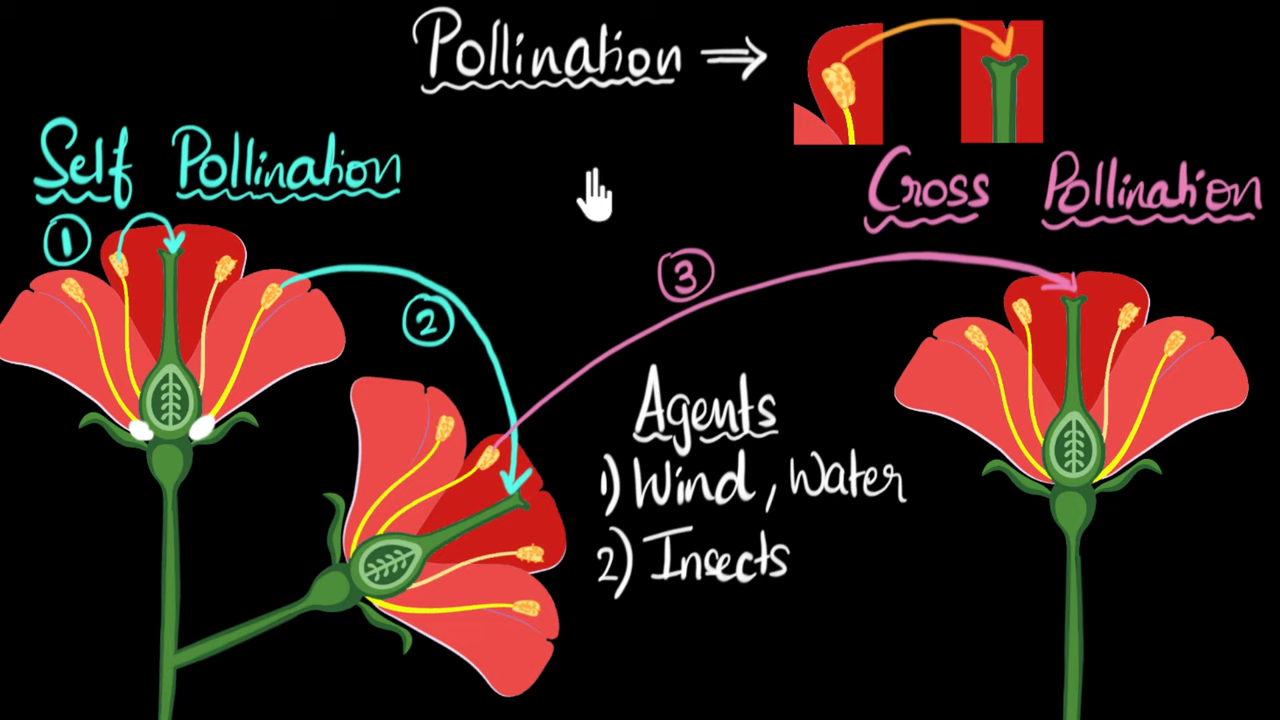 Pollination ⇒
Self Pollination
Cross Pollination
1
2
3
Agents
1) Wind, Water
2) Insects